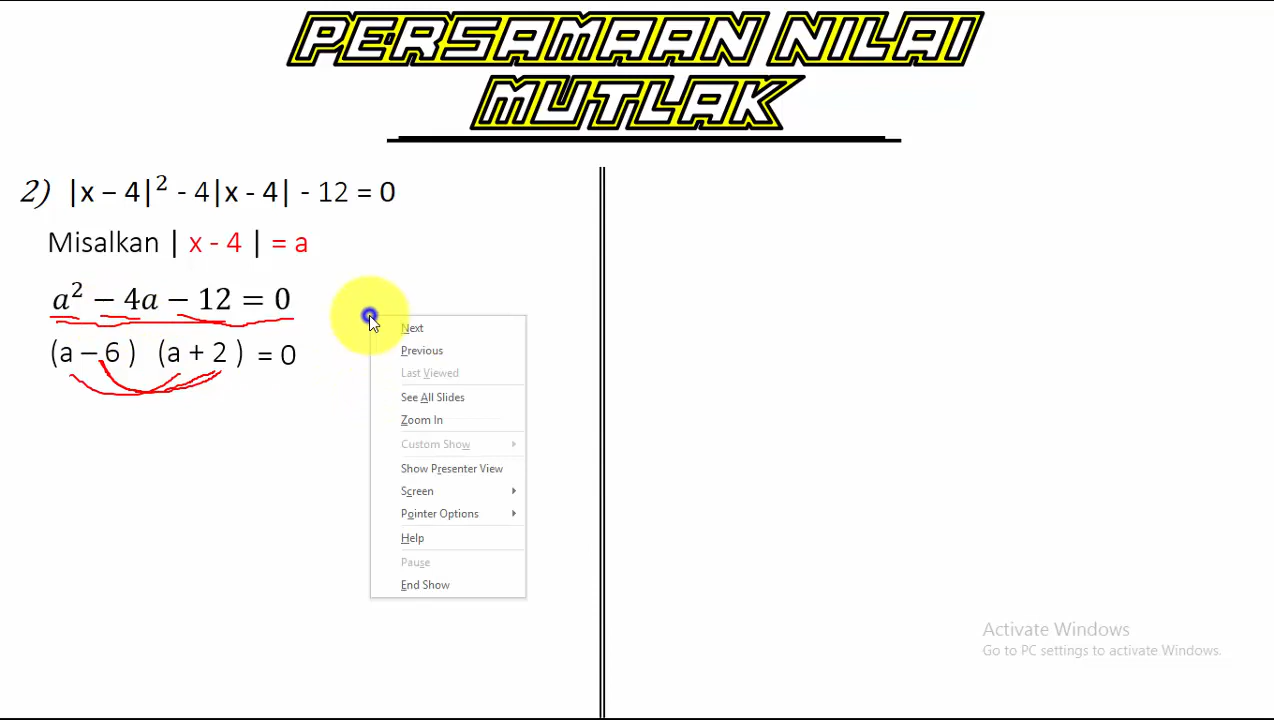 PERSAMAAN NILAI
MUTLAK
2) |x – 4|² - 4|x - 4| - 12 = 0
Misalkan | x - 4 | = a
a² − 4a − 12 = 0
(a – 6 ) (a + 2 ) = 0
Next
Previous
Last Viewed
See All Slides
Zoom In
Custom Show
Show Presenter View
Screen
Pointer Options
Help
Pause
End Show
Activate Windows
Go to PC settings to activate Windows.